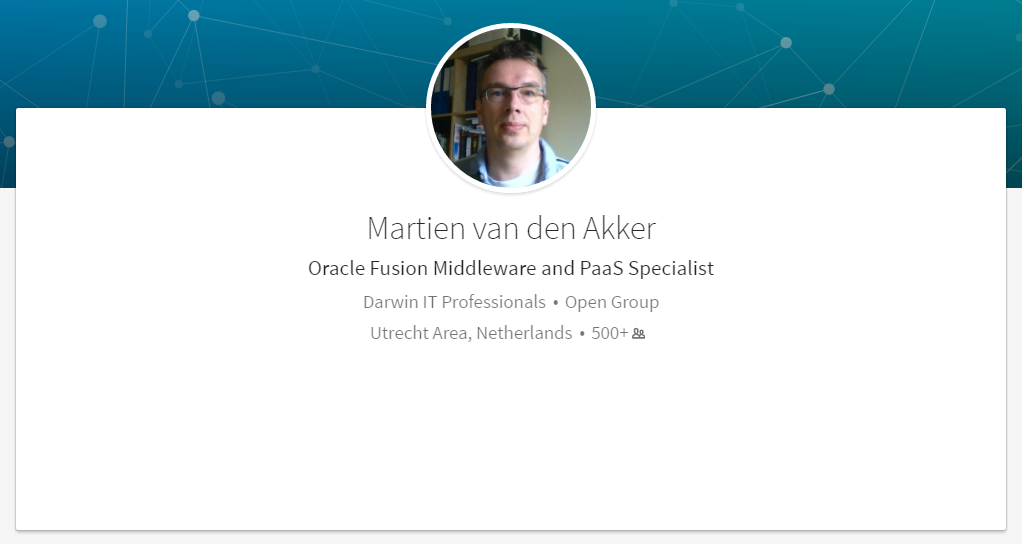 Martien van den Akker
Oracle Fusion Middleware and PaaS Specialist
Darwin IT Professionals • Open Group
Utrecht Area, Netherlands • 500+